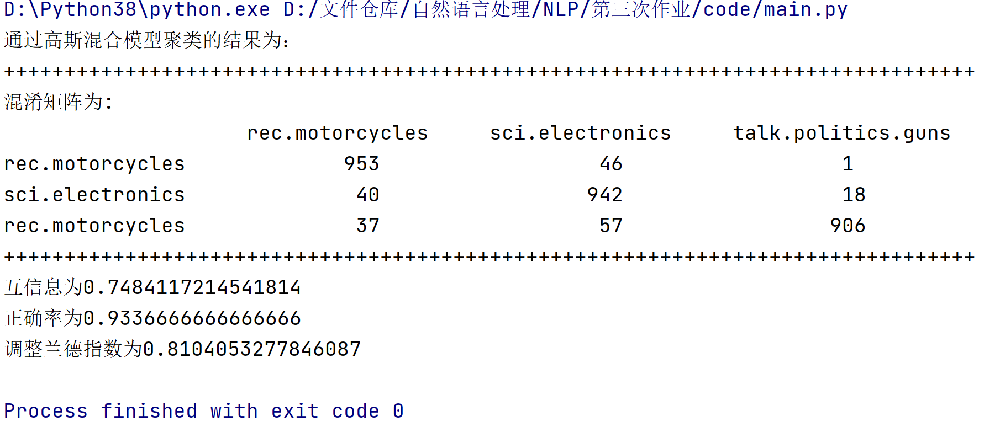 D:\Python38\python.exe D:/文件仓库/自然语言处理/NLP/第三次作业/code/main.py
通过高斯混合模型聚类的结果为：
++++++++++++++++++++++++++++++++++++++++++++++++++++++++++++++++++++++++++++++++
混淆矩阵为：
rec.motorcycles sci.electronics talk.politics.guns
rec.motorcycles 953 46 1
sci.electronics 40 942 18
rec.motorcycles 37 57 906
++++++++++++++++++++++++++++++++++++++++++++++++++++++++++++++++++++++++++++++++
互信息为0.7484117214541814
正确率为0.9336666666666666
调整兰德指数为0.8104053277846087
Process finished with exit code 0